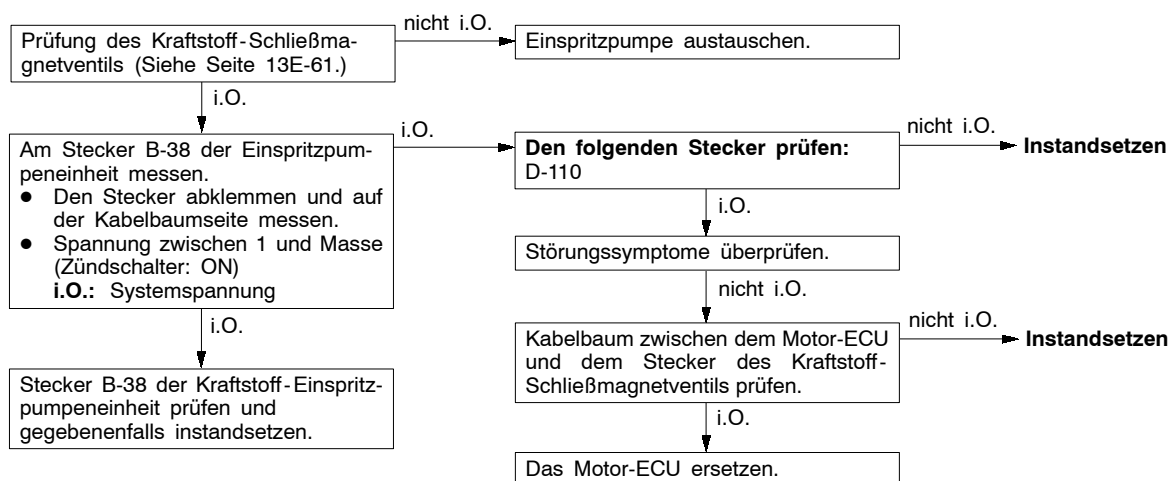 nicht i.O.
Prüfung des Kraftstoff-Schließma-
gnetventils (Siehe Seite 13E-61.)
Einspritzpumpe austauschen.
i.O.
Am Stecker B-38 der Einspritzpum-
peneinheit messen.
● Den Stecker abklemmen und auf
der Kabelbaumseite messen.
● Spannung zwischen 1 und Masse
(Zündschalter: ON)
i.O.: Systemspannung
i.O.
Den folgenden Stecker prüfen:
D-110
nicht i.O.
Instandsetzen
i.O.
Störungssymptome überprüfen.
nicht i.O.
i.O.
Stecker B-38 der Kraftstoff-Einspritz-
pumpeneinheit prüfen und
gegebenenfalls instandsetzen.
Kabelbaum zwischen dem Motor-ECU
und dem Stecker des Kraftstoff-
Schließmagnetventils prüfen.
nicht i.O.
Instandsetzen
i.O.
Das Motor-ECU ersetzen.